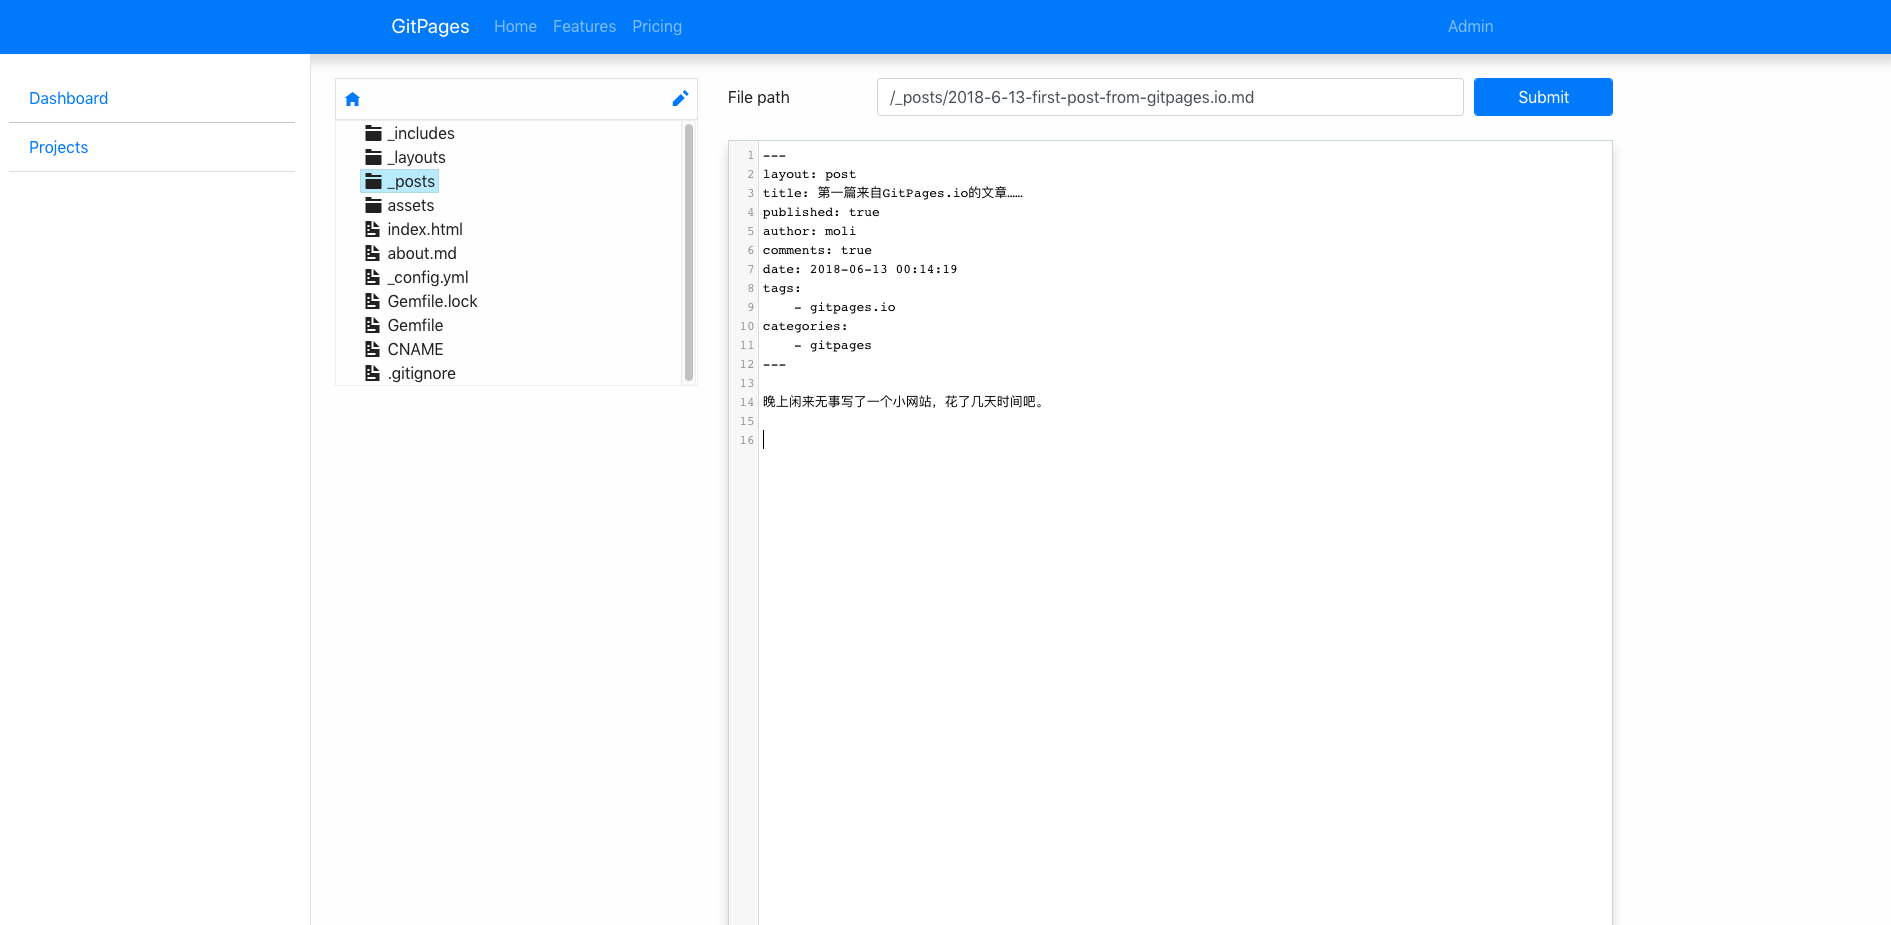 GitPages Home Features Pricing Admin
Dashboard
Projects
_includes
_layouts
_posts
assets
index.html
about.md
_config.yml
Gemfile.lock
Gemfile
CNAME
.gitignore
File path /_posts/2018-6-13-first-post-from-gitpages.io.md Submit
1 ---
2 layout: post
3 title: 第一篇来自GitPages.io的文章……
4 published: true
5 author: moli
6 comments: true
7 date: 2018-06-13 00:14:19
8 tags:
9     - gitpages.io
10 categories:
11     - gitpages
12 ---
13
14 晚上闲来无事写了一个小网站，花了几天时间吧。
15
16